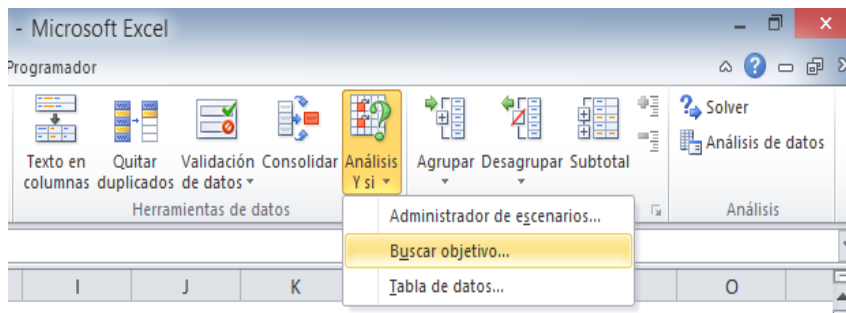 - Microsoft Excel
Programador
Texto en columnas
Quitar duplicados
Validación de datos
Consolidar
Análisis Y si
Agrupar
Desagrupar
Subtotal
Solver
Análisis de datos
Herramientas de datos
Análisis
Administrador de escenarios...
Buscar objetivo...
Tabla de datos...
I J K O